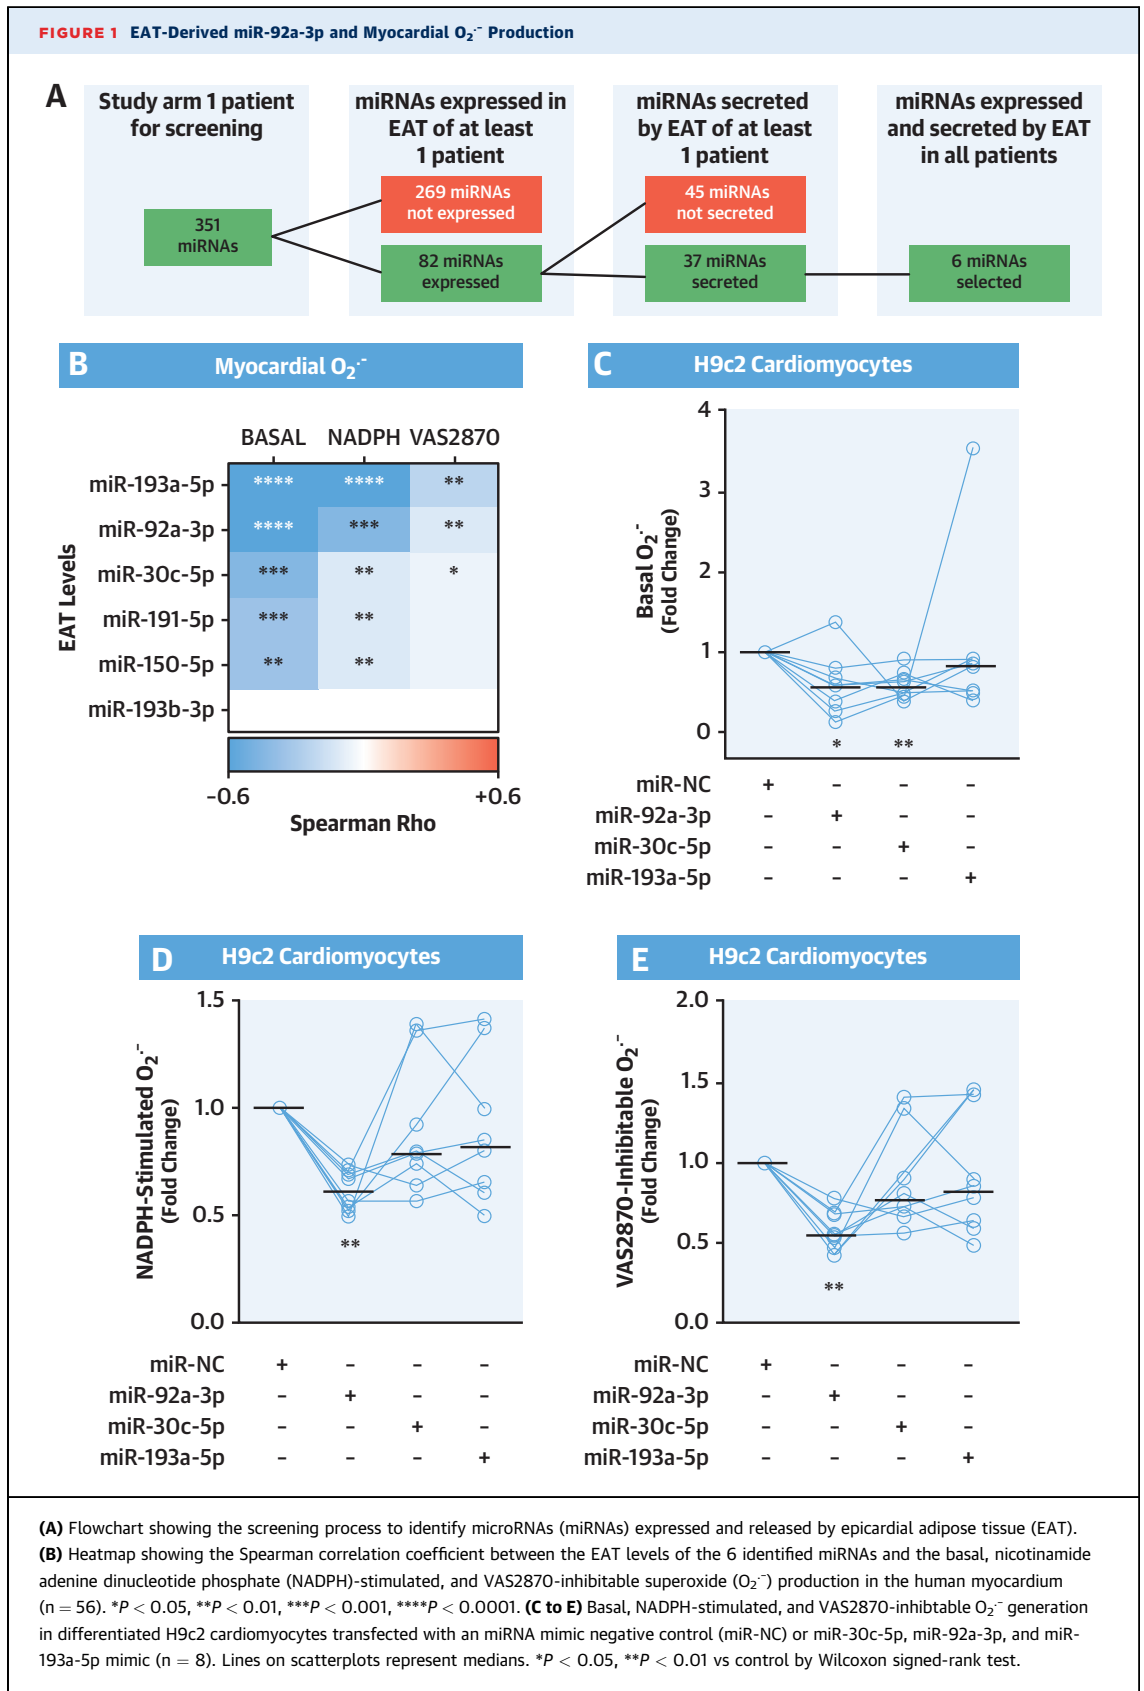 FIGURE 1 EAT-Derived miR-92a-3p and Myocardial O₂·⁻ Production
A
Study arm 1 patient
for screening
miRNAs expressed in
EAT of at least
1 patient
miRNAs secreted
by EAT of at least
1 patient
miRNAs expressed
and secreted by EAT
in all patients
351
miRNAs
269 miRNAs
not expressed
82 miRNAs
expressed
45 miRNAs
not secreted
37 miRNAs
secreted
6 miRNAs
selected
B Myocardial O₂·⁻
BASAL NADPH VAS2870
EAT Levels
miR-193a-5p **** **** **
miR-92a-3p **** *** **
miR-30c-5p *** ** *
miR-191-5p *** **
miR-150-5p ** **
miR-193b-3p
-0.6 +0.6
Spearman Rho
C H9c2 Cardiomyocytes
Basal O₂·⁻
(Fold Change)
4
3
2
1
0
* **
miR-NC + - - -
miR-92a-3p - + - -
miR-30c-5p - - + -
miR-193a-5p - - - +
D H9c2 Cardiomyocytes
NADPH-Stimulated O₂·⁻
(Fold Change)
1.5
1.0
0.5
0.0
**
miR-NC + - - -
miR-92a-3p - + - -
miR-30c-5p - - + -
miR-193a-5p - - - +
E H9c2 Cardiomyocytes
VAS2870-Inhibitable O₂·⁻
(Fold Change)
2.0
1.5
1.0
0.5
0.0
**
miR-NC + - - -
miR-92a-3p - + - -
miR-30c-5p - - + -
miR-193a-5p - - - +
(A) Flowchart showing the screening process to identify microRNAs (miRNAs) expressed and released by epicardial adipose tissue (EAT).
(B) Heatmap showing the Spearman correlation coefficient between the EAT levels of the 6 identified miRNAs and the basal, nicotinamide
adenine dinucleotide phosphate (NADPH)-stimulated, and VAS2870-inhibitable superoxide (O₂·⁻) production in the human myocardium
(n = 56). *P < 0.05, **P < 0.01, ***P < 0.001, ****P < 0.0001. (C to E) Basal, NADPH-stimulated, and VAS2870-inhibtable O₂·⁻ generation
in differentiated H9c2 cardiomyocytes transfected with an miRNA mimic negative control (miR-NC) or miR-30c-5p, miR-92a-3p, and miR-
193a-5p mimic (n = 8). Lines on scatterplots represent medians. *P < 0.05, **P < 0.01 vs control by Wilcoxon signed-rank test.